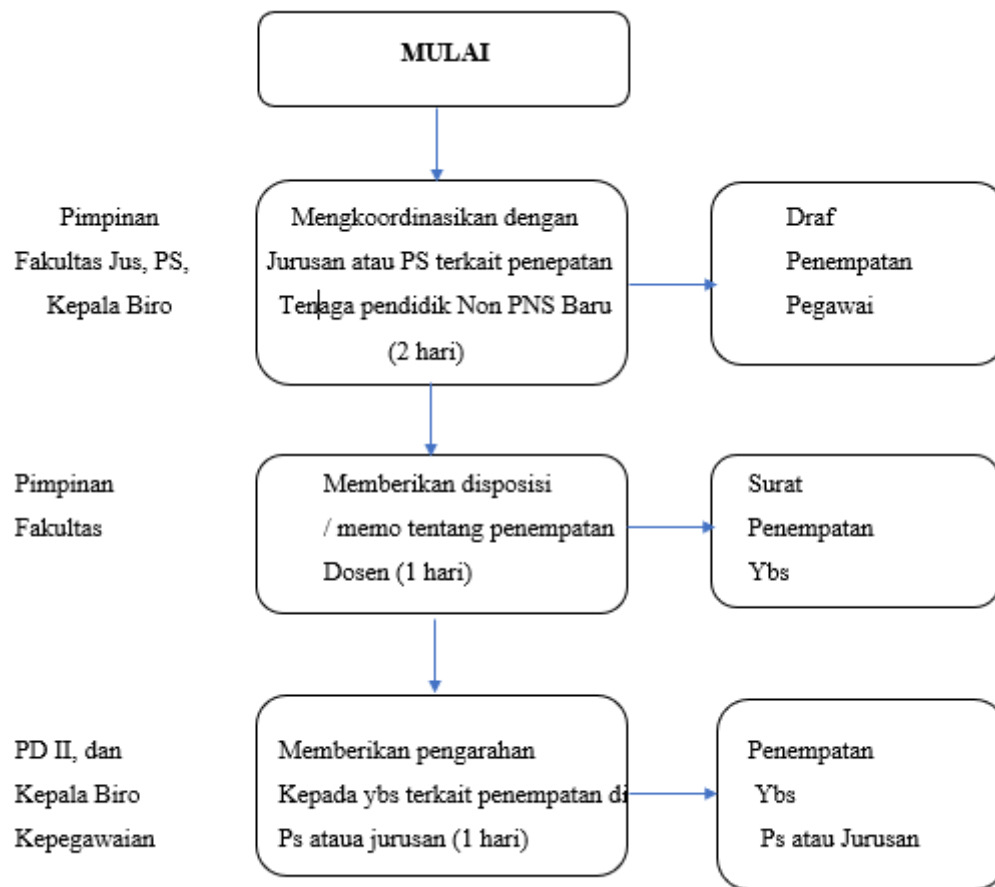 MULAI
Pimpinan
Fakultas Jus, PS,
Kepala Biro
Mengkoordinasikan dengan
Jurusan atau PS terkait penepatan
Tenaga pendidik Non PNS Baru
(2 hari)
Draf
Penempatan
Pegawai
Pimpinan
Fakultas
Memberikan disposisi
/ memo tentang penempatan
Dosen (1 hari)
Surat
Penempatan
Ybs
PD II, dan
Kepala Biro
Kepegawaian
Memberikan pengarahan
Kepada ybs terkait penempatan di
Ps ataua jurusan (1 hari)
Penempatan
Ybs
Ps atau Jurusan